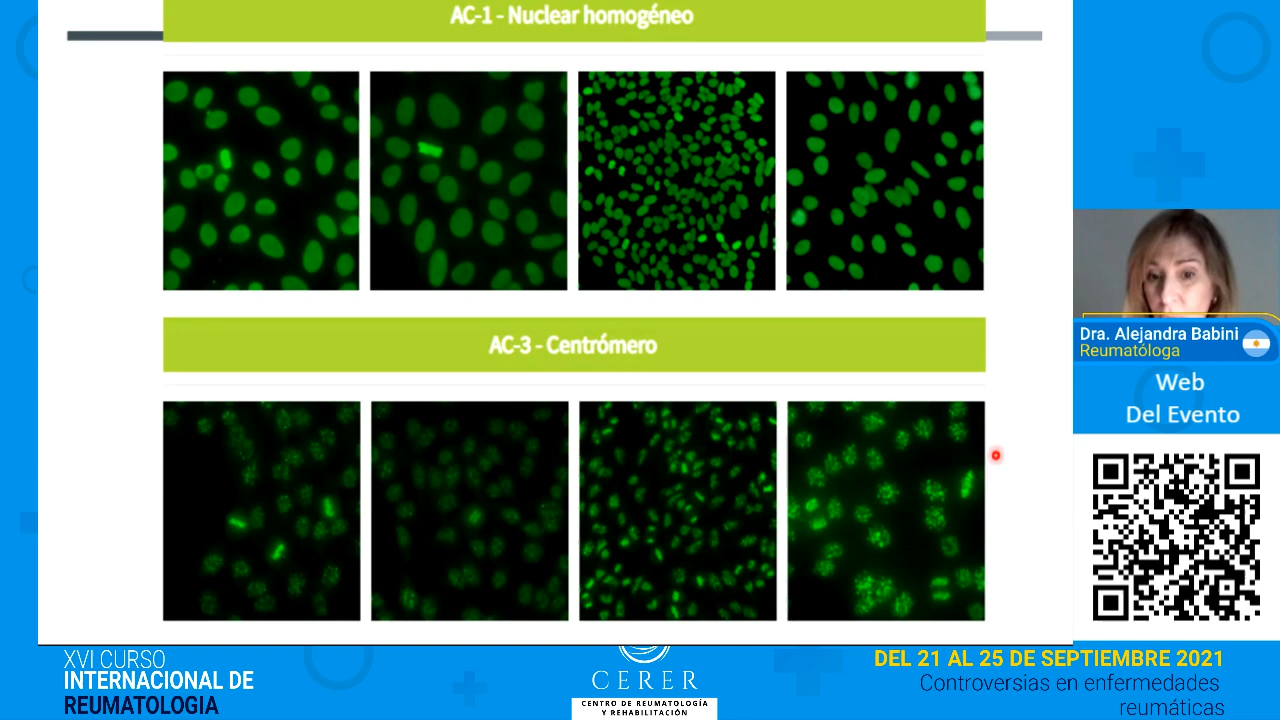 AC-1 - Nuclear homogéneo
AC-3 - Centrómero
Dra. Alejandra Babini
Reumatóloga
Web
Del Evento
XVI CURSO
INTERNACIONAL DE
REUMATOLOGIA
CERER
CENTRO DE REUMATOLOGÍA
Y REHABILITACIÓN
DEL 21 AL 25 DE SEPTIEMBRE 2021
Controversias en enfermedades
reumáticas